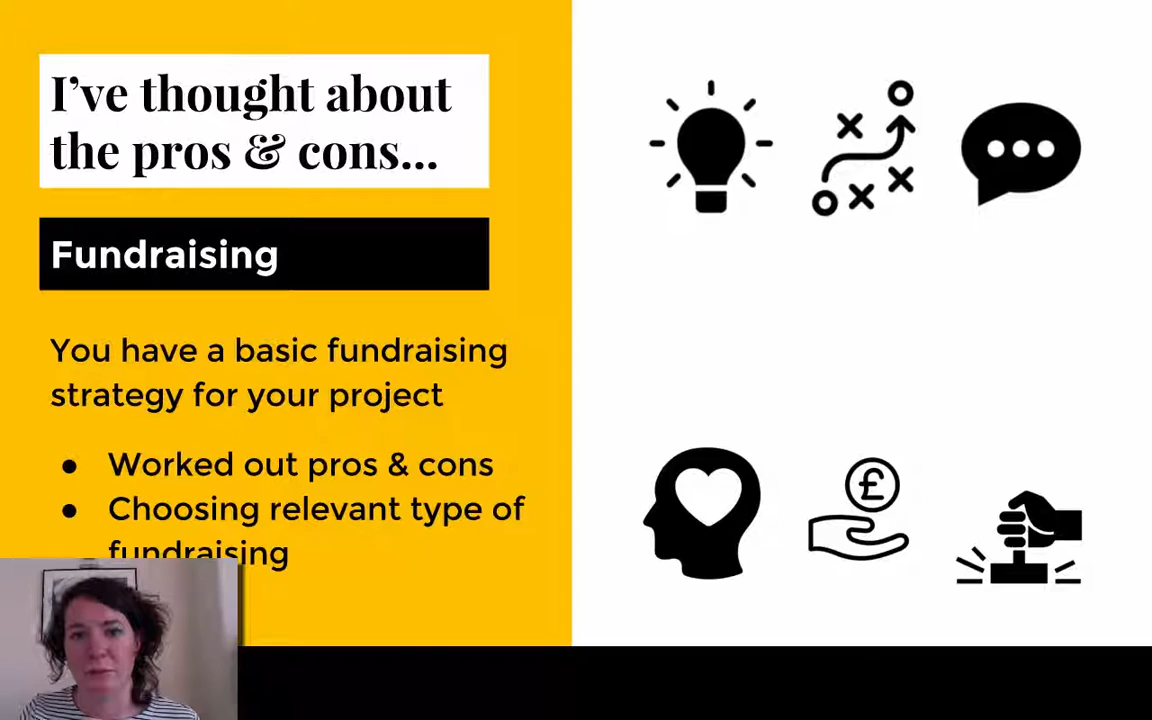 I’ve thought about
the pros & cons...
Fundraising
You have a basic fundraising
strategy for your project
● Worked out pros & cons
● Choosing relevant type of
fundraising
£